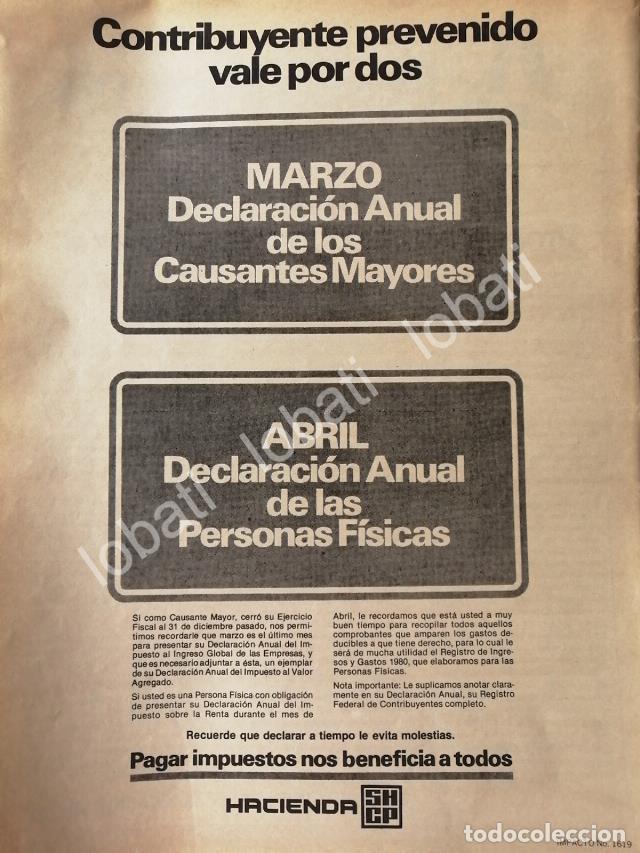 Contribuyente prevenido
vale por dos
MARZO
Declaración Anual
de los
Causantes Mayores
ABRIL
Declaración Anual
de las
Personas Físicas
Si como Causante Mayor, cerró su Ejercicio
Fiscal al 31 de diciembre pasado, nos permi-
timos recordarle que marzo es el último mes
para presentar su Declaración Anual del Im-
puesto al Ingreso Global de las Empresas, y
que es necesario adjuntar a ésta, un ejemplar
de su Declaración Anual del Impuesto al Valor
Agregado.
Si usted es una Persona Física con obligación
de presentar su Declaración Anual del Im-
puesto sobre la Renta durante el mes de
Abril, le recordamos que está usted a muy
buen tiempo para recopilar todos aquellos
comprobantes que amparen los gastos de-
ducibles a que tiene derecho, para lo cual le
será de mucha utilidad el Registro de Ingre-
sos y Gastos 1980, que elaboramos para las
Personas Físicas.
Nota importante: Le suplicamos anotar clara-
mente en su Declaración Anual, su Registro
Federal de Contribuyentes completo.
Recuerde que declarar a tiempo le evita molestias.
Pagar impuestos nos beneficia a todos
HACIENDA SHCP
IMPACTO No. 1619
lobati lobati lobati lobati
todocoleccion